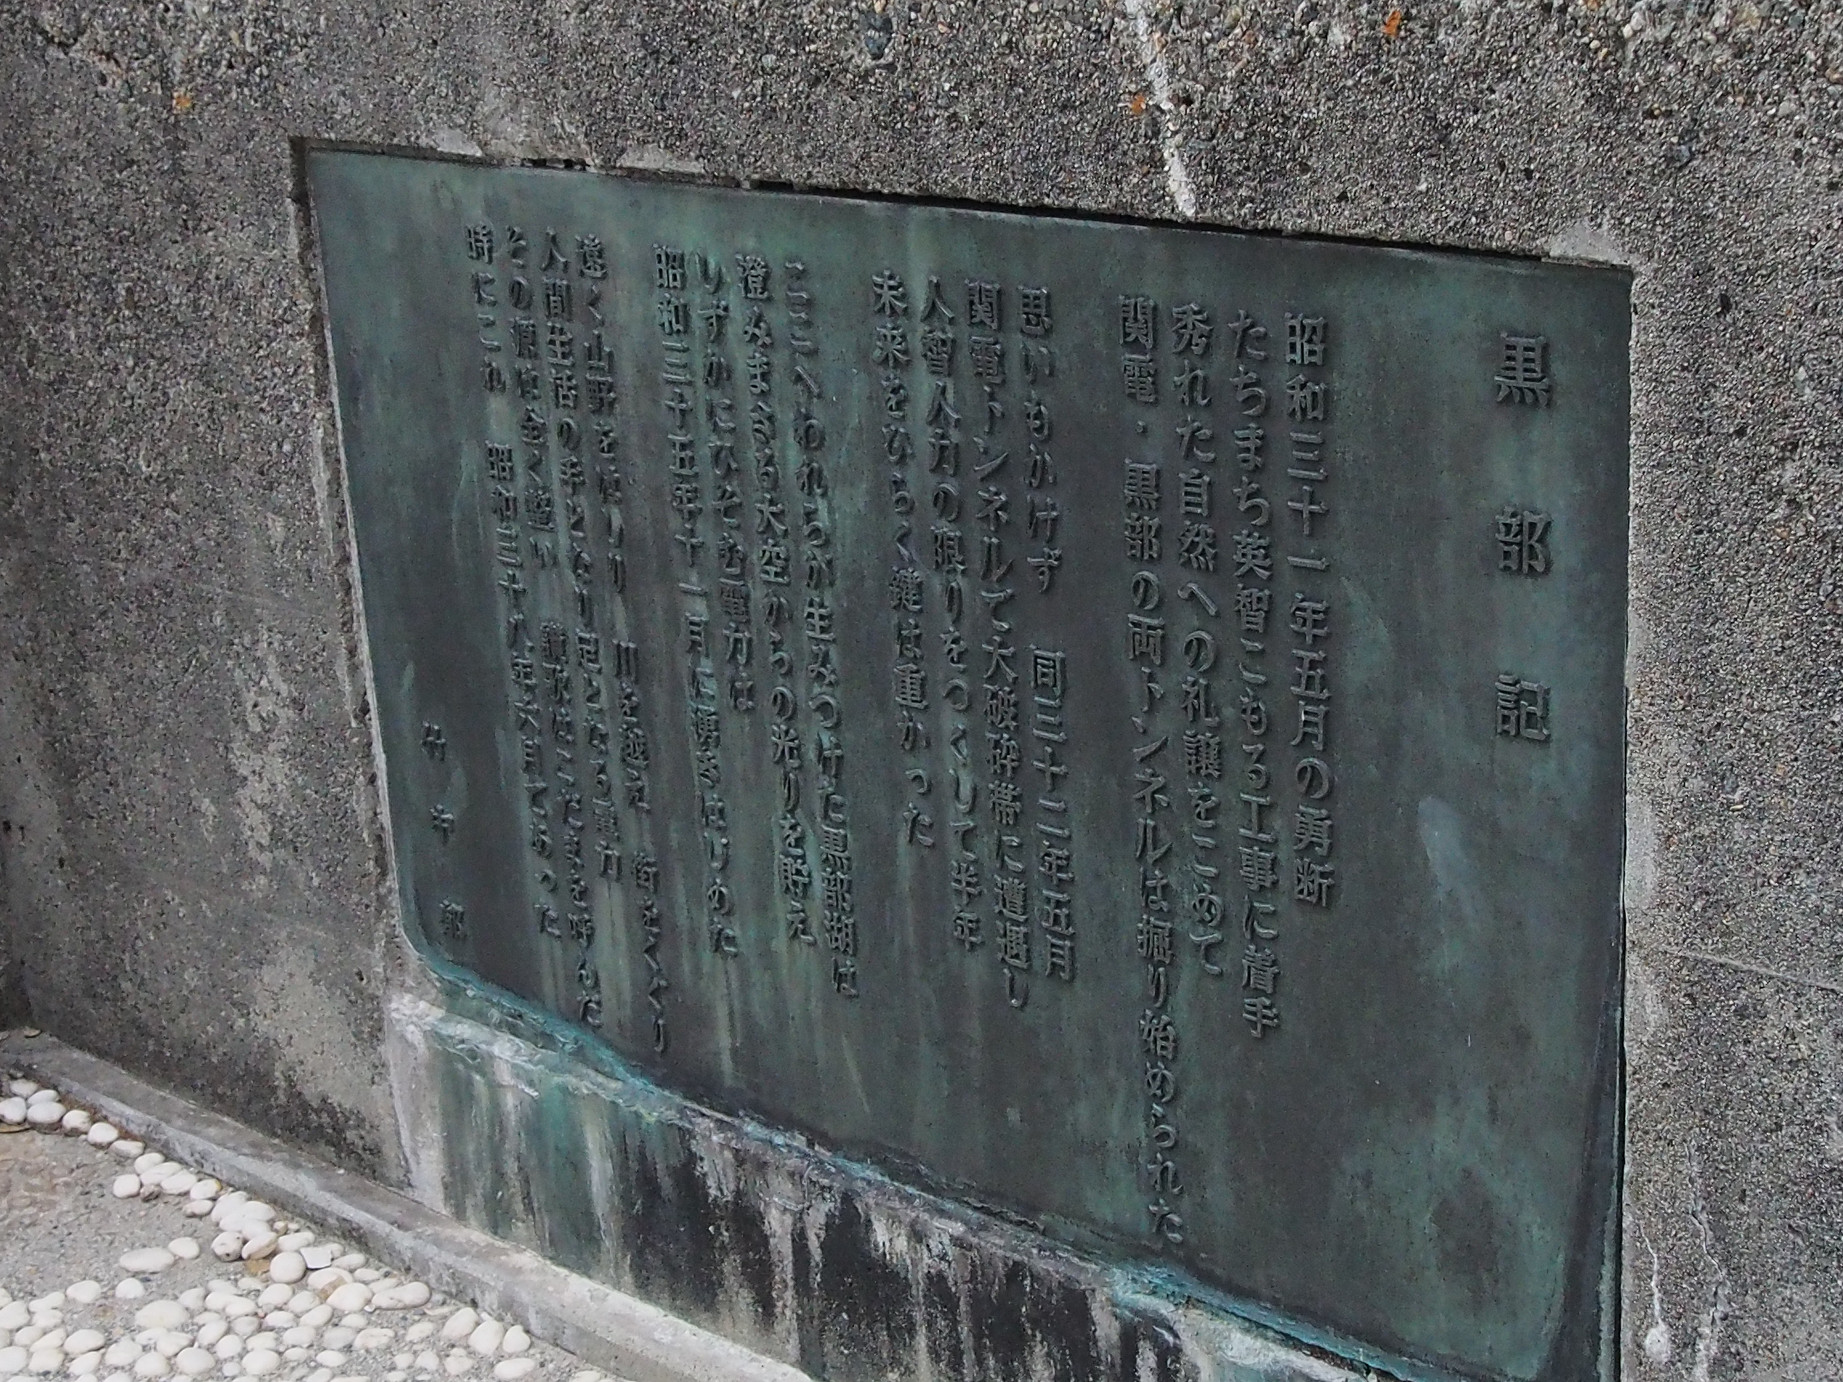 黒部記
昭和三十一年五月の勇断
たちまち英智こもる工事に着手
秀れた自然への礼譲をこめて
関電・黒部の両トンネルは掘り始められた
思いもかけず 同三十二年五月
関電トンネルで大破砕帯に遭遇し
人智人力の限りをつくして半年
未来をひらく鍵は重かった
ここへわれらが生みつけた黒部湖は
澄みまさる大空からの光りを貯え
しずかにひそむ電力は
昭和三十五年十一月に湧きはじめた
遠く山野をはしり 川を越え 街をくぐり
人間生活の手となり足となる電力
その源は全く整い 讃歌はこだまを呼んだ
時にこれ 昭和三十八年六月であった
郎